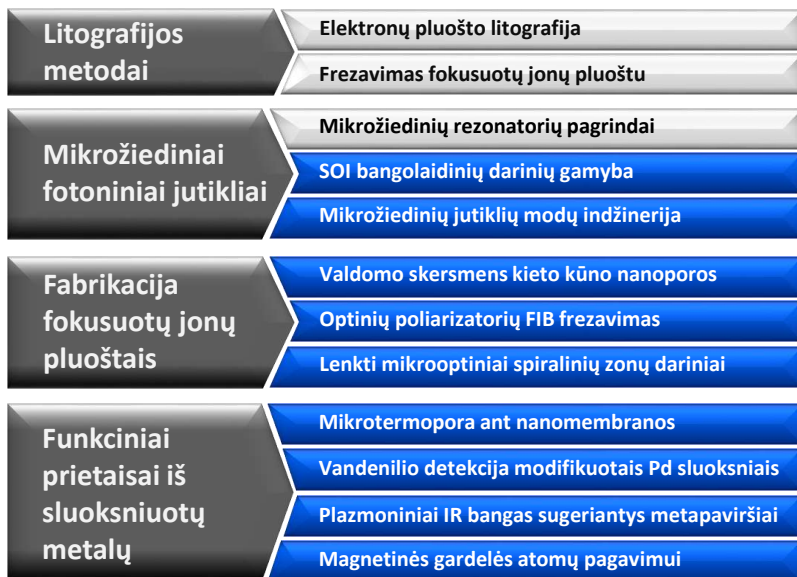 Litografijos
metodai
Elektronų pluošto litografija
Frezavimas fokusuotų jonų pluoštu
Mikrožiediniai
fotoniniai jutikliai
Mikrožiedinių rezonatorių pagrindai
SOI bangolaidinių darinių gamyba
Mikrožiedinių jutiklių modų indžinerija
Fabrikacija
fokusuotų jonų
pluoštais
Valdomo skersmens kieto kūno nanoporos
Optinių poliarizatorių FIB frezavimas
Lenkti mikrooptiniai spiralinių zonų dariniai
Funkciniai
prietaisai iš
sluoksniuotų
metalų
Mikrotermopora ant nanomembranos
Vandenilio detekcija modifikuotais Pd sluoksniais
Plazmoniniai IR bangas sugeriantys metapaviršiai
Magnetinės gardelės atomų pagavimui